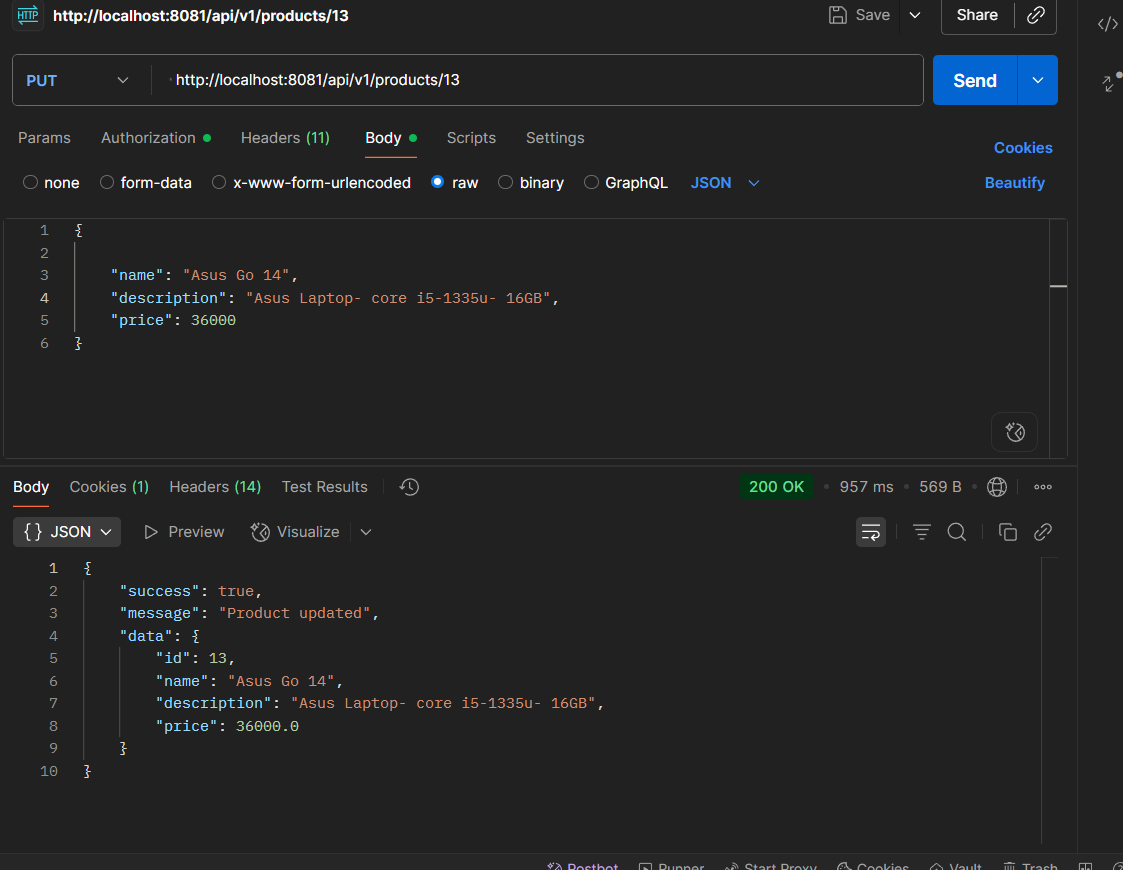 HTTP http://localhost:8081/api/v1/products/13 Save Share
PUT http://localhost:8081/api/v1/products/13 Send
Params Authorization Headers (11) Body Scripts Settings Cookies
none form-data x-www-form-urlencoded raw binary GraphQL JSON Beautify
1 {
2
3 "name": "Asus Go 14",
4 "description": "Asus Laptop- core i5-1335u- 16GB",
5 "price": 36000
6 }
Body Cookies (1) Headers (14) Test Results 200 OK • 957 ms • 569 B
{} JSON Preview Visualize
1 {
2 "success": true,
3 "message": "Product updated",
4 "data": {
5 "id": 13,
6 "name": "Asus Go 14",
7 "description": "Asus Laptop- core i5-1335u- 16GB",
8 "price": 36000.0
9 }
10 }
Postbot Runner Start Proxy Cookies Vault Trash